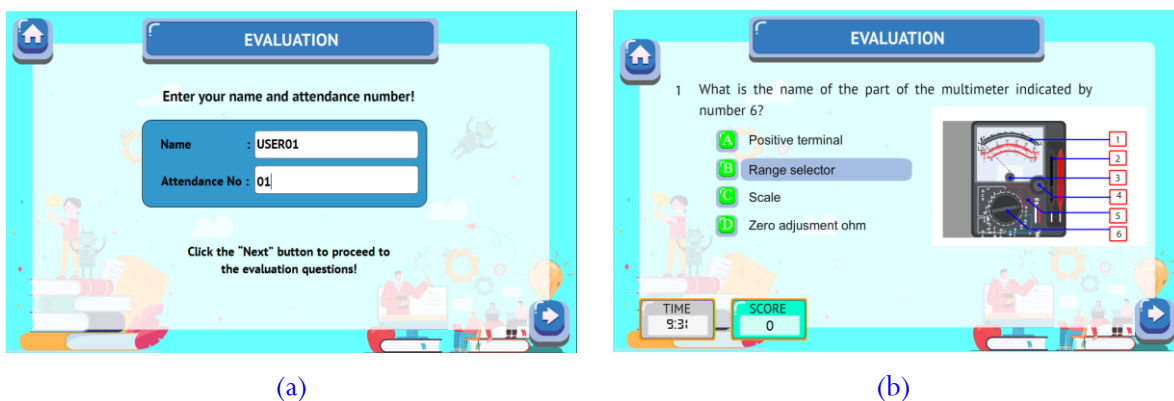 EVALUATION
Enter your name and attendance number!
Name : USER01
Attendance No : 01
Click the “Next” button to proceed to
the evaluation questions!
(a)
EVALUATION
1 What is the name of the part of the multimeter indicated by
number 6?
A Positive terminal
B Range selector
C Scale
D Zero adjusment ohm
1
2
3
4
5
6
TIME
9:31
SCORE
0
(b)